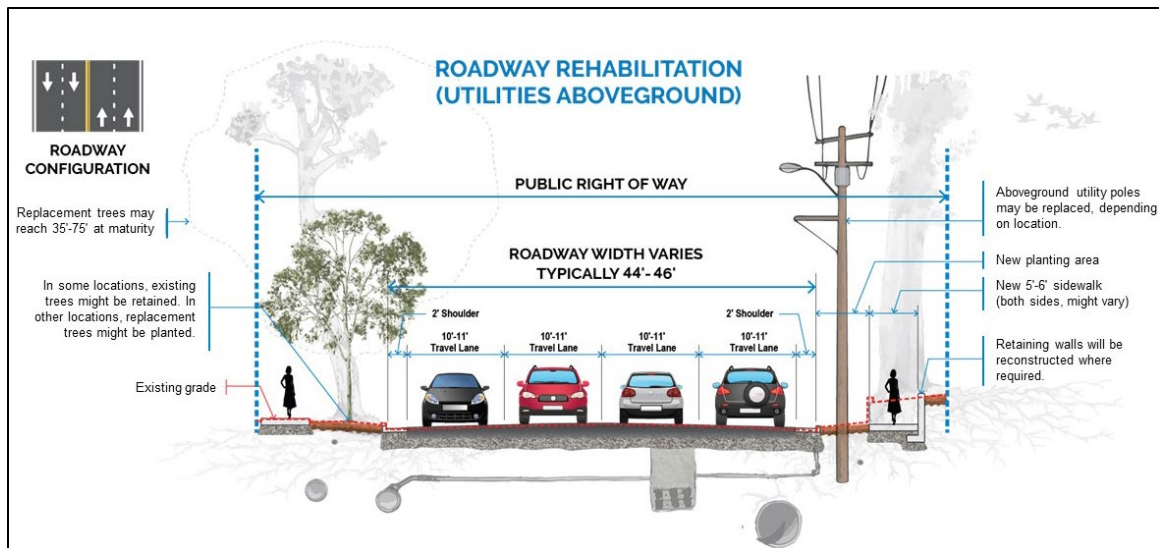 ROADWAY REHABILITATION
(UTILITIES ABOVEGROUND)
ROADWAY
CONFIGURATION
PUBLIC RIGHT OF WAY
Replacement trees may
reach 35'-75' at maturity
Aboveground utility poles
may be replaced, depending
on location.
ROADWAY WIDTH VARIES
TYPICALLY 44'- 46'
New planting area
In some locations, existing
trees might be retained. In
other locations, replacement
trees might be planted.
New 5'-6' sidewalk
(both sides, might vary)
2' Shoulder
2' Shoulder
10'-11'
Travel Lane
10'-11'
Travel Lane
10'-11'
Travel Lane
10'-11'
Travel Lane
Retaining walls will be
reconstructed where
required.
Existing grade